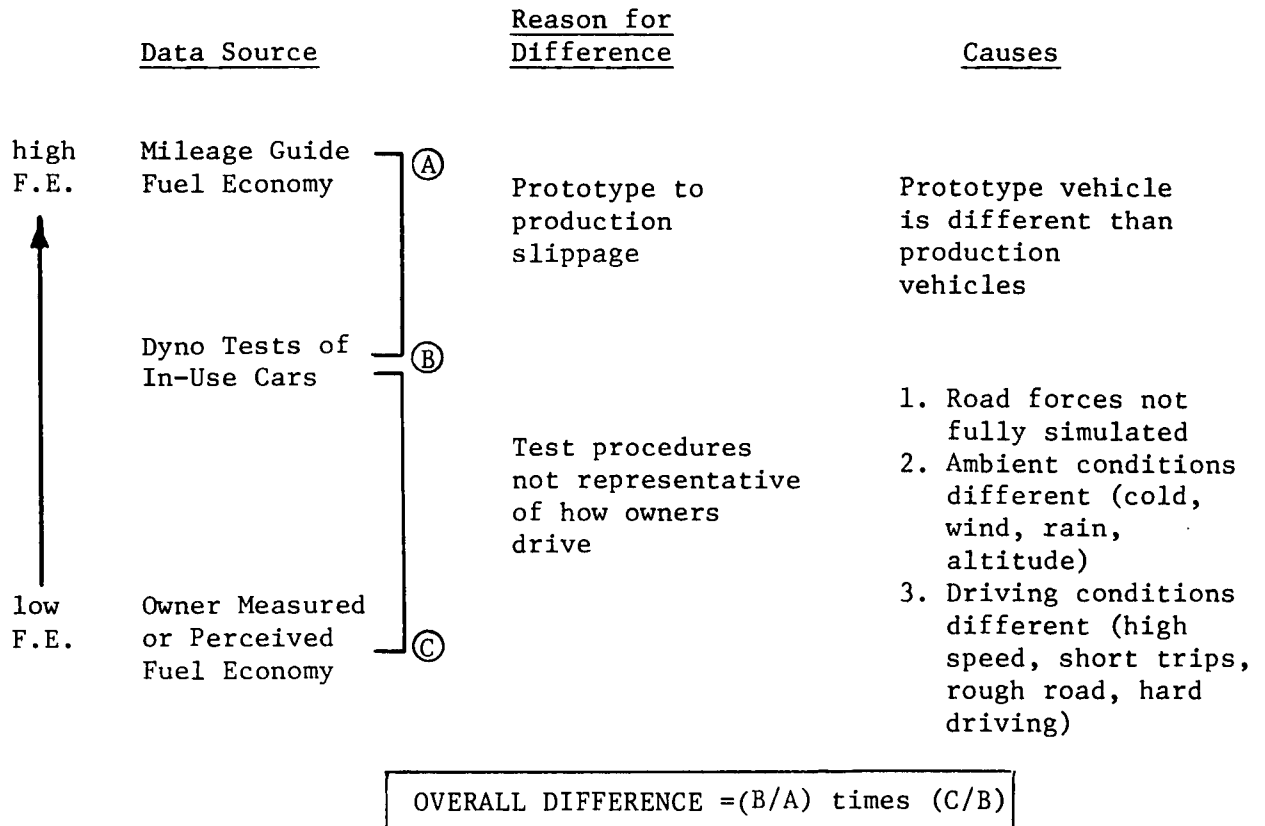 Data Source
Reason for
Difference
Causes
high
F.E.
Mileage Guide
Fuel Economy
Ⓐ
Prototype to
production
slippage
Prototype vehicle
is different than
production
vehicles
Dyno Tests of
In-Use Cars
Ⓑ
Test procedures
not representative
of how owners
drive
1. Road forces not
fully simulated
2. Ambient conditions
different (cold,
wind, rain,
altitude)
3. Driving conditions
different (high
speed, short trips,
rough road, hard
driving)
low
F.E.
Owner Measured
or Perceived
Fuel Economy
Ⓒ
OVERALL DIFFERENCE =(B/A) times (C/B)